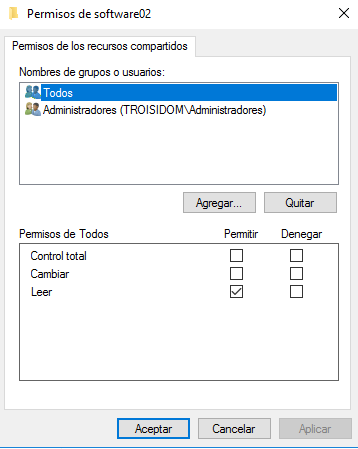 Permisos de software02
Permisos de los recursos compartidos
Nombres de grupos o usuarios:
Todos
Administradores (TROISIDOM\Administradores)
Agregar...
Quitar
Permisos de Todos
Permitir
Denegar
Control total
Cambiar
Leer
Aceptar
Cancelar
Aplicar